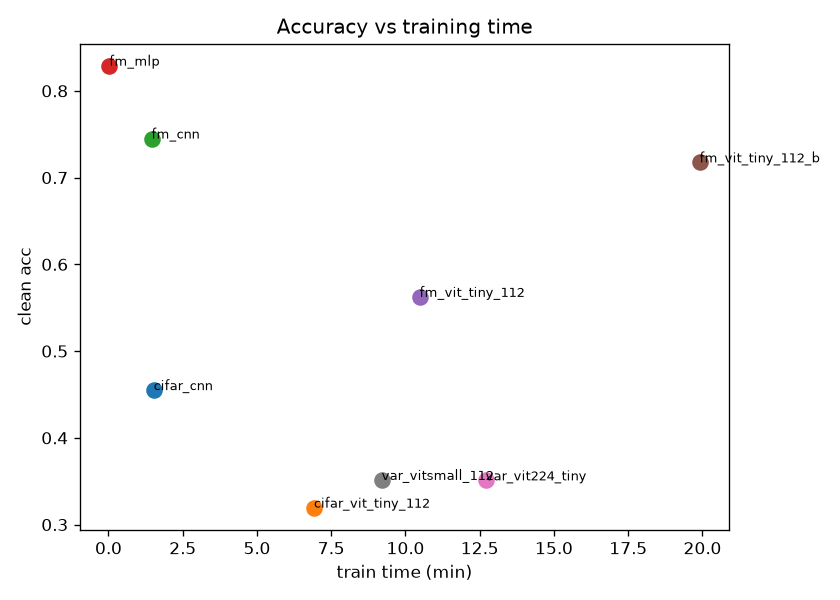 Accuracy vs training time
fm_mlp
0.8
fm_cnn
fm_vit_tiny_112_b
0.7
0.6
fm_vit_tiny_112
clean acc
0.5
cifar_cnn
0.4
var_vitsmall_112
var_vit224_tiny
cifar_vit_tiny_112
0.3
0.0 2.5 5.0 7.5 10.0 12.5 15.0 17.5 20.0
train time (min)